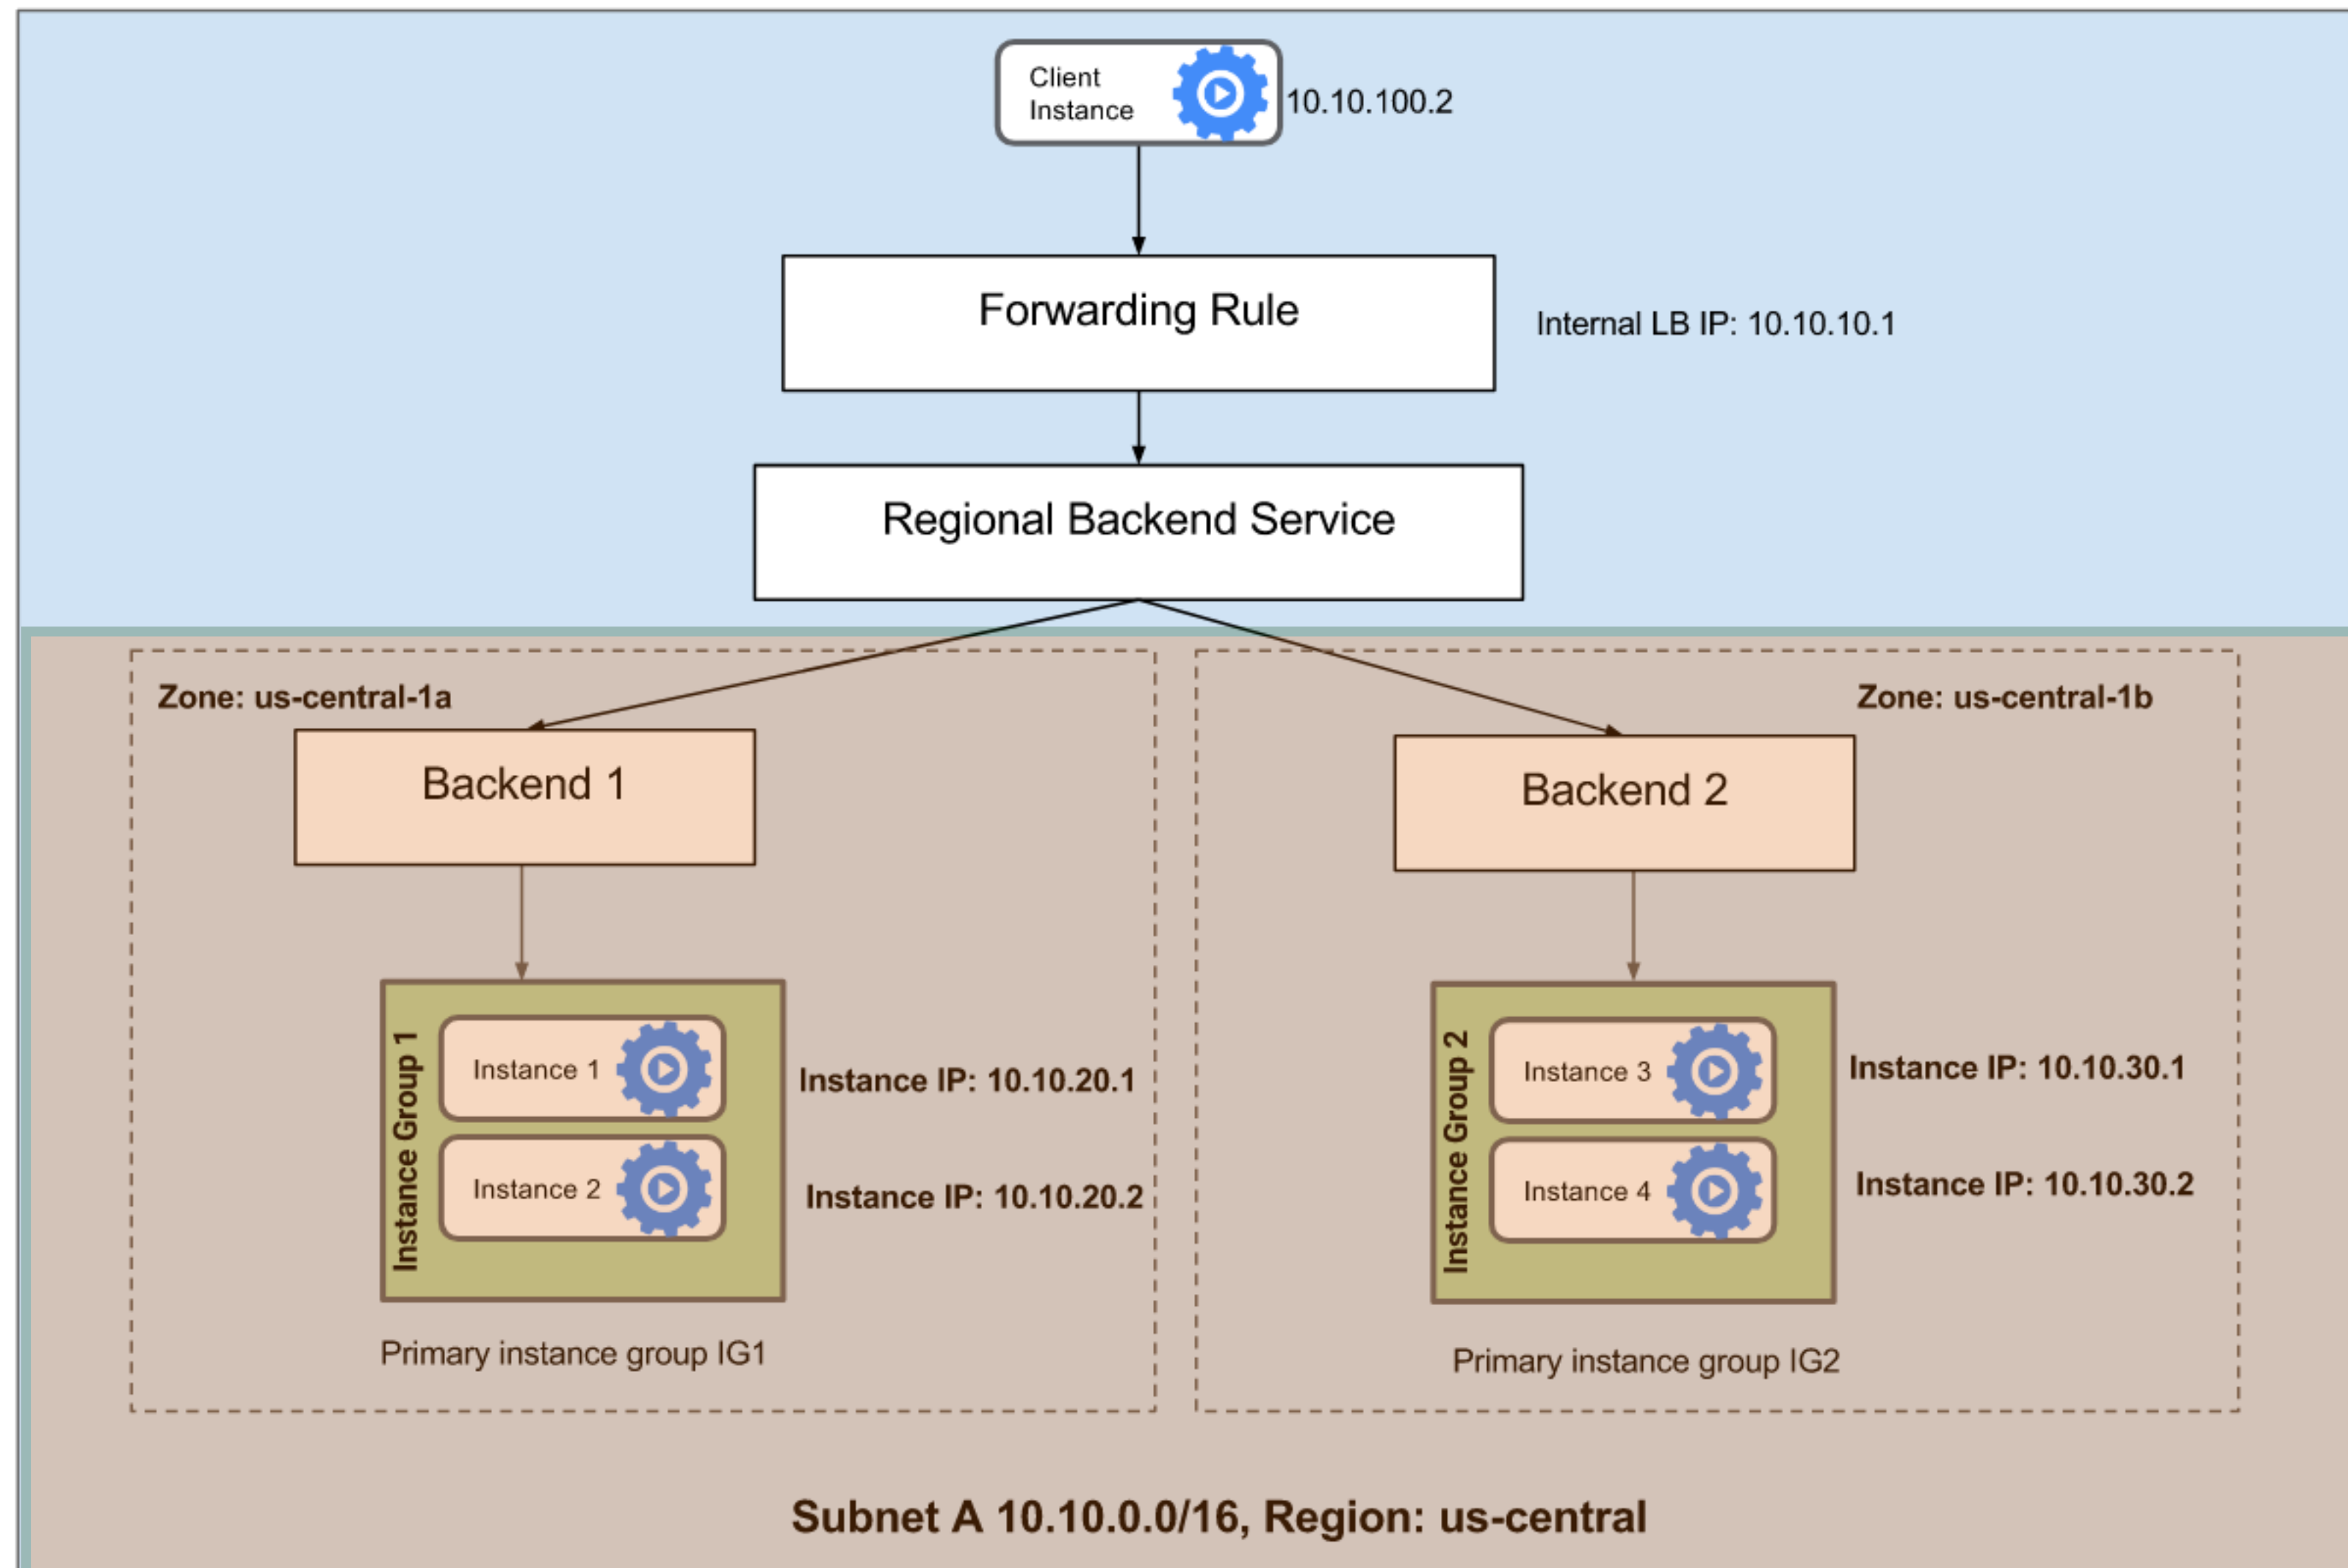 Client
Instance
10.10.100.2
Forwarding Rule
Internal LB IP: 10.10.10.1
Regional Backend Service
Zone: us-central-1a
Zone: us-central-1b
Backend 1
Backend 2
Instance Group 1
Instance 1
Instance IP: 10.10.20.1
Instance 2
Instance IP: 10.10.20.2
Primary instance group IG1
Instance Group 2
Instance 3
Instance IP: 10.10.30.1
Instance 4
Instance IP: 10.10.30.2
Primary instance group IG2
Subnet A 10.10.0.0/16, Region: us-central